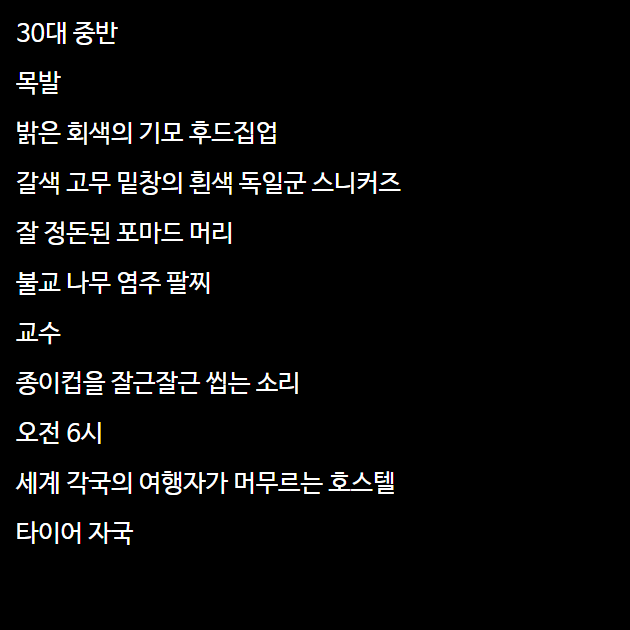 30대 중반
목발
밝은 회색의 기모 후드집업
갈색 고무 밑창의 흰색 독일군 스니커즈
잘 정돈된 포마드 머리
불교 나무 염주 팔찌
교수
종이컵을 잘근잘근 씹는 소리
오전 6시
세계 각국의 여행자가 머무르는 호스텔
타이어 자국